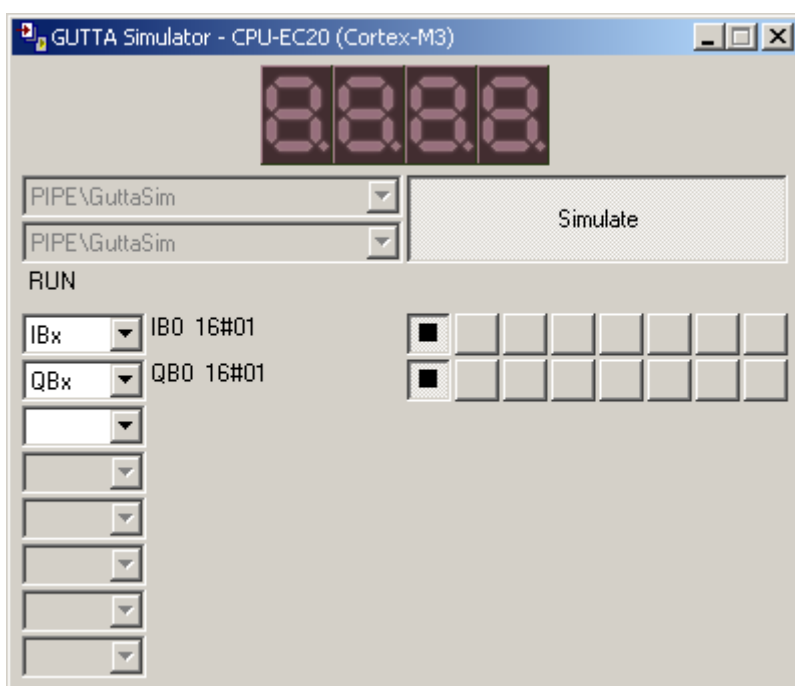 GUTTA Simulator - CPU-EC20 (Cortex-M3)
PIPE\GuttaSim
Simulate
PIPE\GuttaSim
RUN
IBx IB0 16#01
QBx QB0 16#01